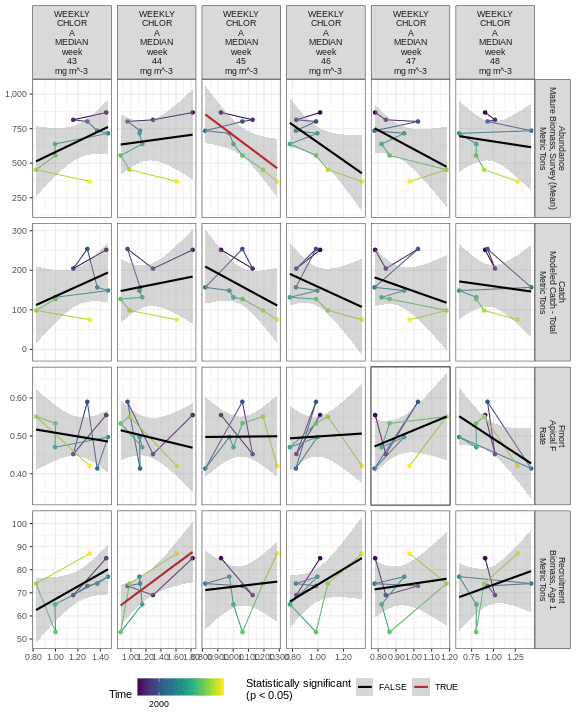 WEEKLY
CHLOR
A
MEDIAN
week
43
mg m^-3
WEEKLY
CHLOR
A
MEDIAN
week
44
mg m^-3
WEEKLY
CHLOR
A
MEDIAN
week
45
mg m^-3
WEEKLY
CHLOR
A
MEDIAN
week
46
mg m^-3
WEEKLY
CHLOR
A
MEDIAN
week
47
mg m^-3
WEEKLY
CHLOR
A
MEDIAN
week
48
mg m^-3
1,000
750
500
250
Abundance
Mature Biomass, Survey (Mean)
Metric Tons
300
200
100
0
Catch
Modeled Catch - Total
Metric Tons
0.60
0.50
0.40
Fmort
Apical F
Rate
100
90
80
70
60
50
Recruitment
Biomass, Age 1
Metric Tons
0.80 1.00 1.20 1.40
1.00 1.20 1.40 1.60 1.80
0.80 0.90 1.00 1.10 1.20 1.30
0.80 1.00 1.20
0.80 0.90 1.00 1.10 1.20
0.75 1.00 1.25
Time
2000
Statistically significant
(p < 0.05)
FALSE
TRUE